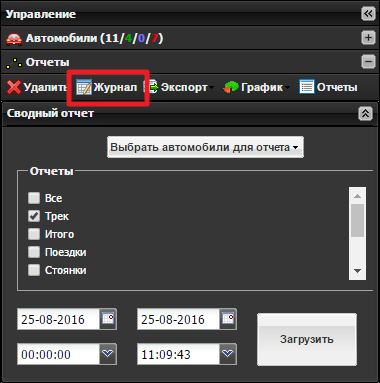 Управление
Автомобили (11/4/0/7)
Отчеты
Удалить Журнал Экспорт График Отчеты
Сводный отчет
Выбрать автомобили для отчета
Отчеты
Все
Трек
Итого
Поездки
Стоянки
25-08-2016 25-08-2016
00:00:00 11:09:43
Загрузить